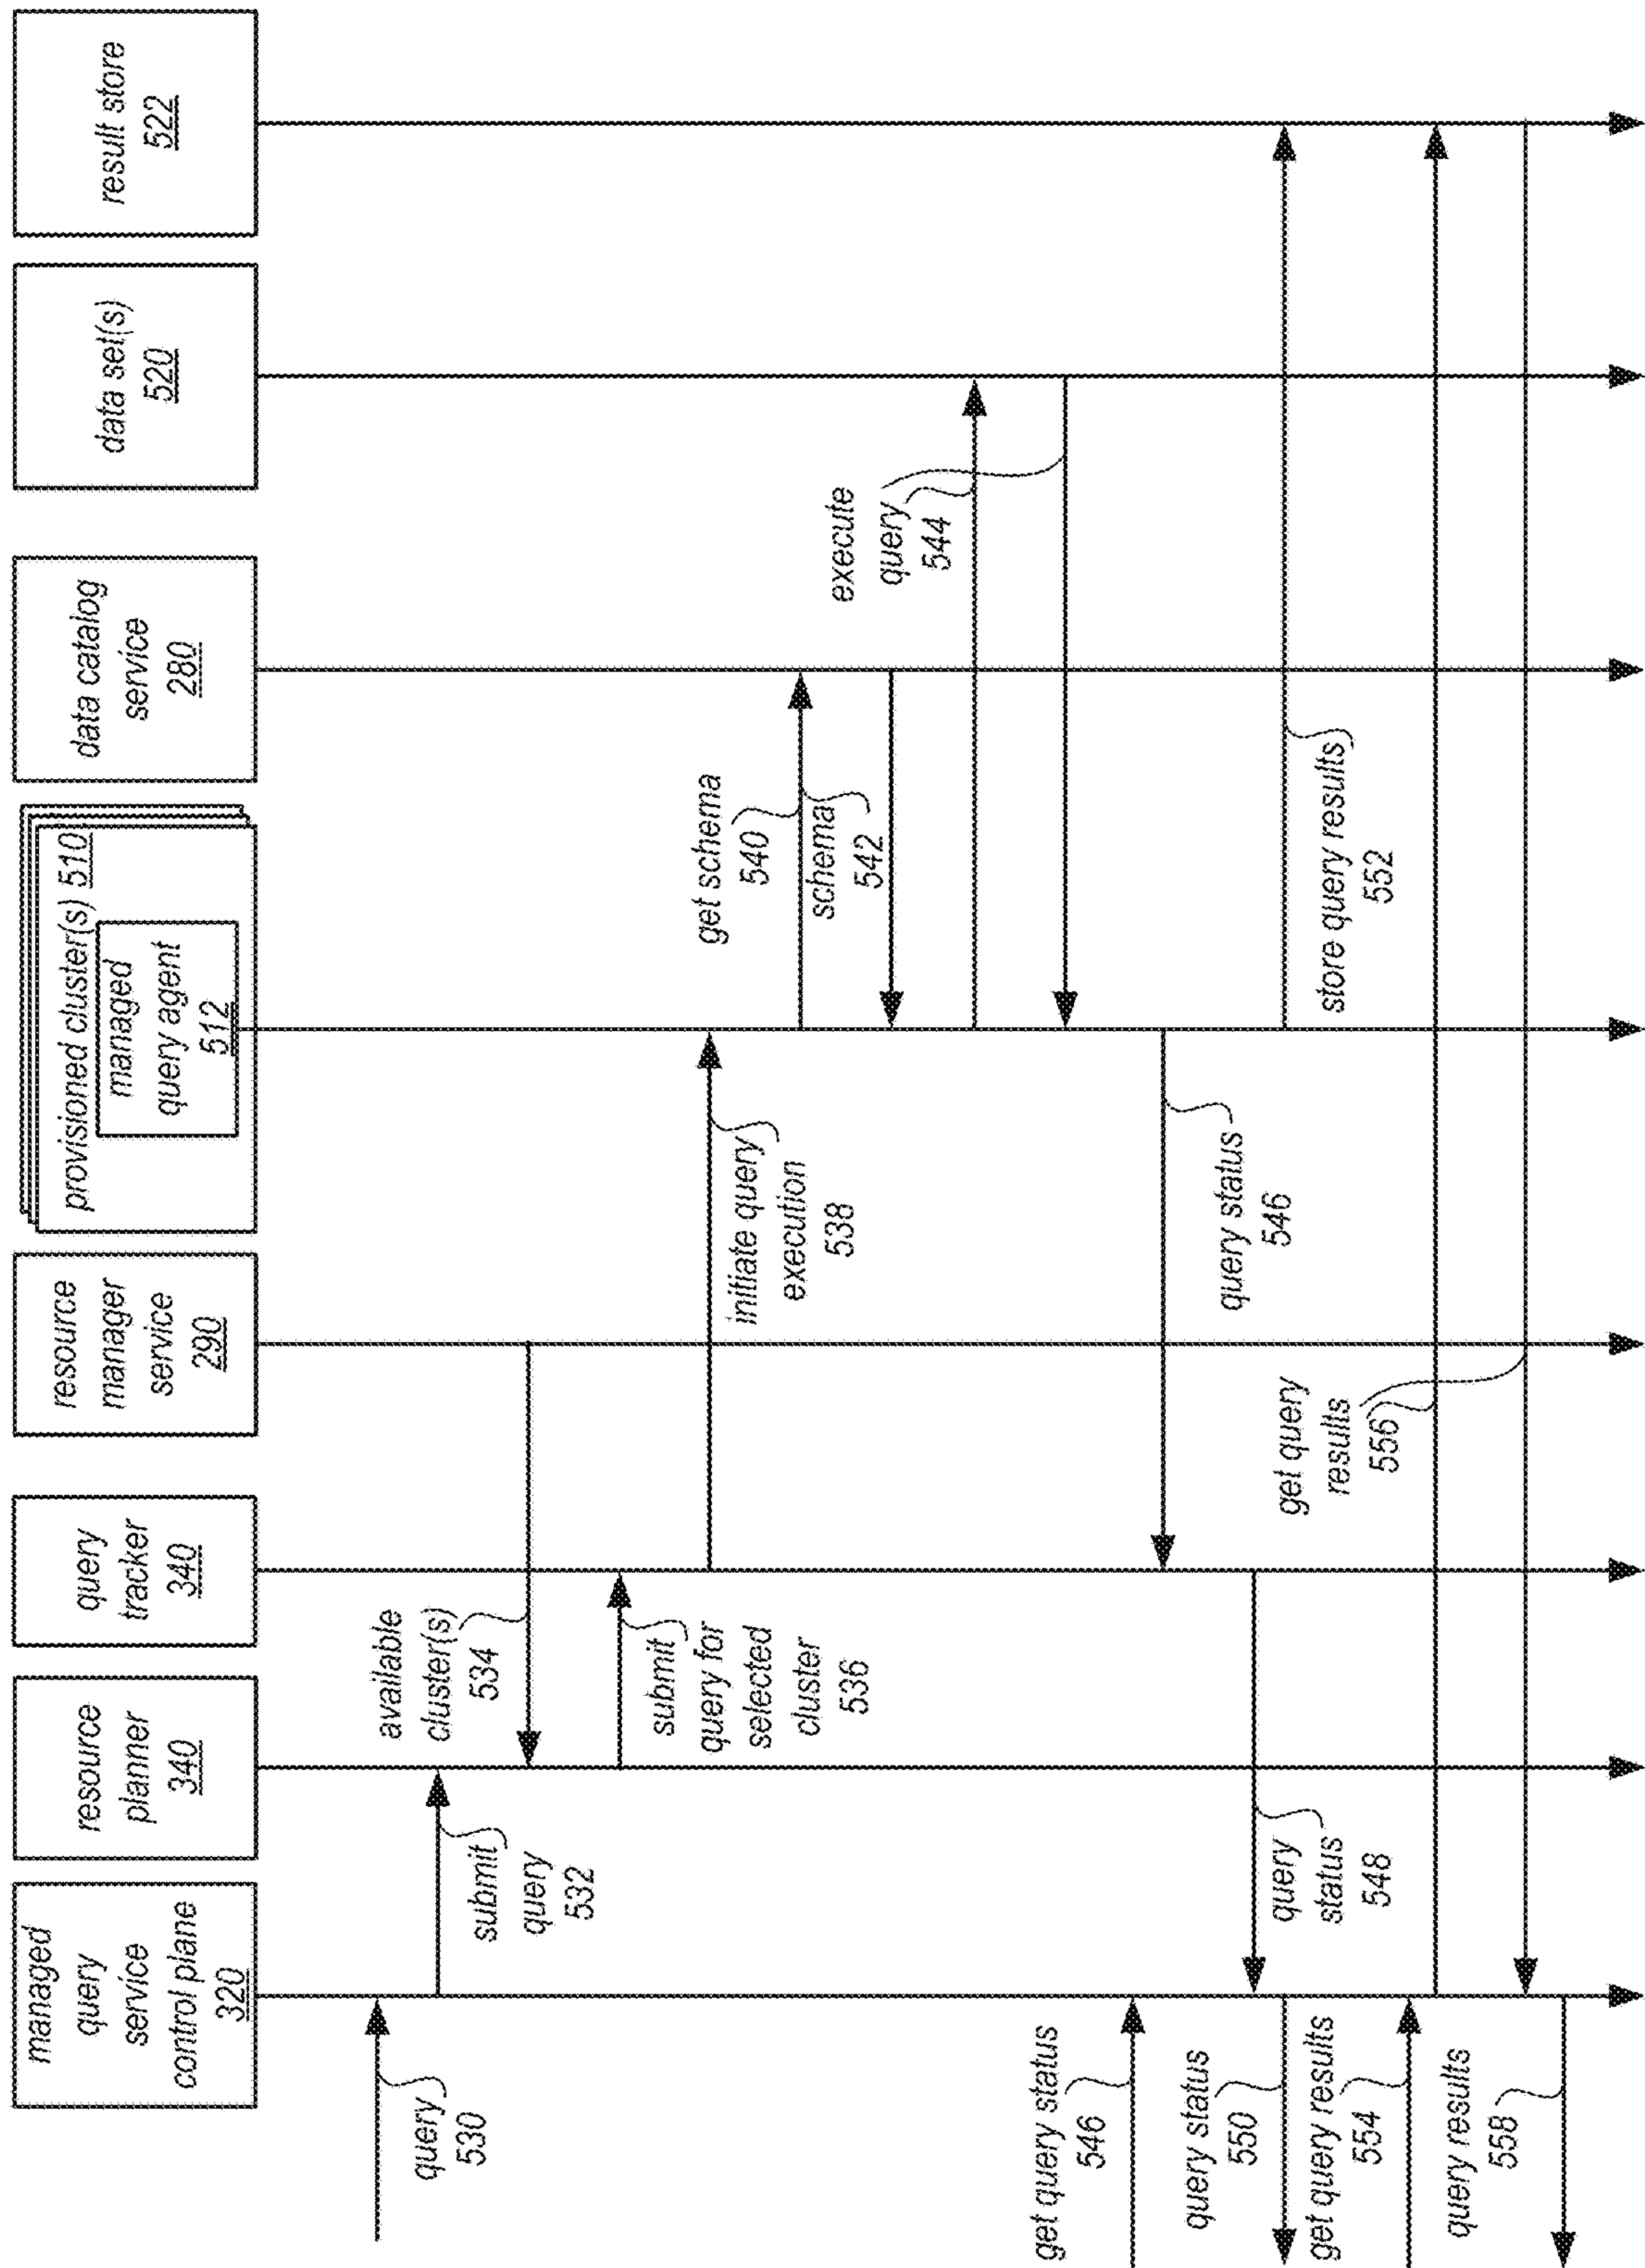 managed
query
service
control plane
320
resource
planner
340
query
tracker
340
resource
manager
service
290
provisioned cluster(s) 510
managed
query agent
512
data catalog
service
280
data set(s)
520
result store
522
query
530
submit
query
532
available
cluster(s)
534
submit
query for
selected
cluster
536
initiate query
execution
538
get schema
540
schema
542
execute
query
544
get query status
546
query status
546
query status
548
query status
550
store query results
552
get query results
554
get query
results
556
query results
558